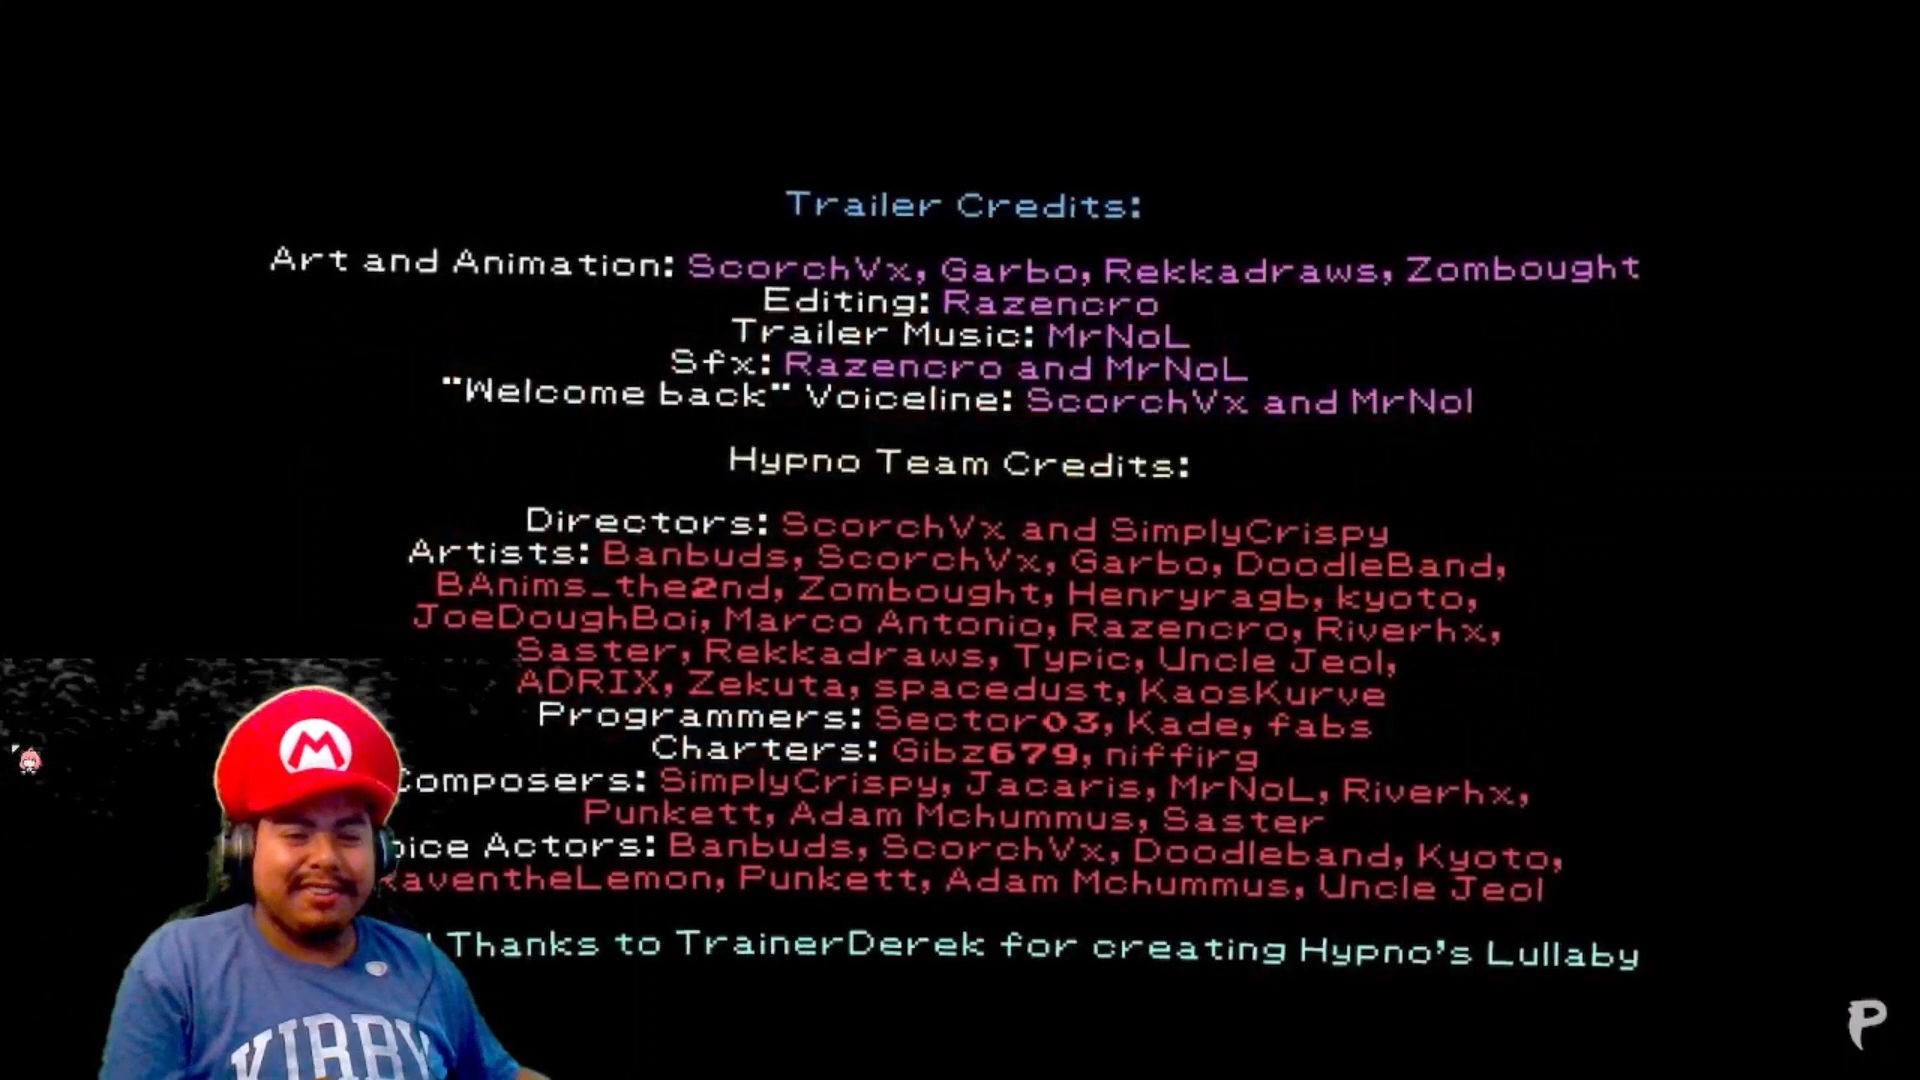 Trailer Credits:
Art and Animation: ScorchVx, Garbo, Rekkadraws, Zombought
Editing: Razencro
Trailer Music: MrNoL
Sfx: Razencro and MrNoL
"Welcome back" Voiceline: ScorchVx and MrNol
Hypno Team Credits:
Directors: ScorchVx and SimplyCrispy
Artists: Banbuds, ScorchVx, Garbo, DoodleBand,
BAnims_the2nd, Zombought, Henryragb, kyoto,
JoeDoughBoi, Marco Antonio, Razencro, Riverhx,
Saster, Rekkadraws, Typic, Uncle Jeol,
ADRIX, Zekuta, spacedust, KaosKurve
Programmers: Sector03, Kade, fabs
Charters: Gibz679, niffirg
Composers: SimplyCrispy, Jacaris, MrNoL, Riverhx,
Punkett, Adam Mchummus, Saster
oice Actors: Banbuds, ScorchVx, Doodleband, Kyoto,
RaventheLemon, Punkett, Adam Mchummus, Uncle Jeol
l Thanks to TrainerDerek for creating Hypno's Lullaby
M
KIRBY
P